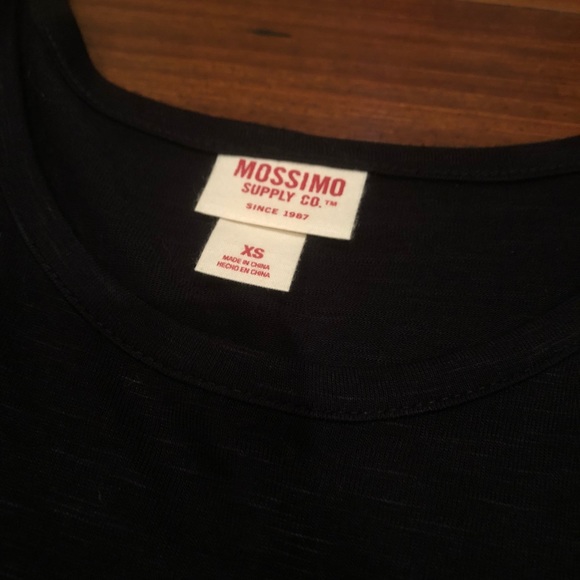 MOSSIMO
SUPPLY CO.™
SINCE 1987
XS
MADE IN CHINA
HECHO EN CHINA